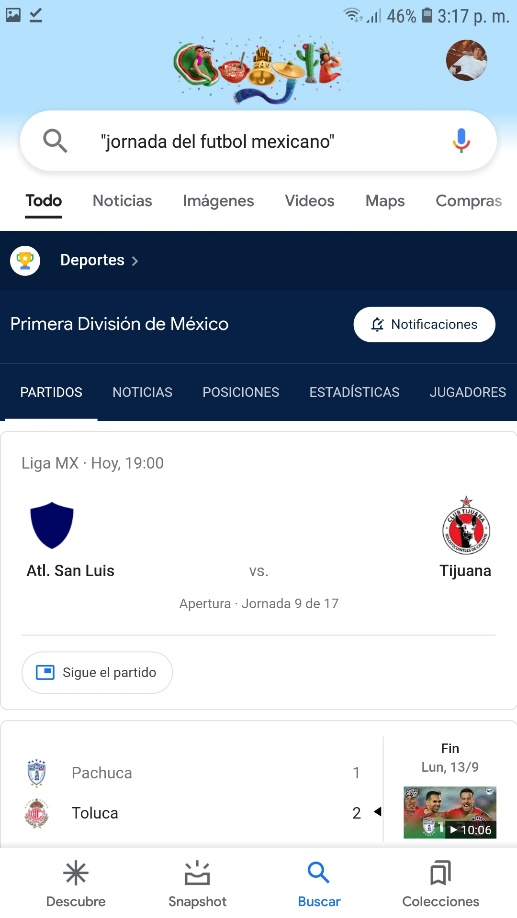 46% 3:17 p. m.
"jornada del futbol mexicano"
Todo Noticias Imágenes Videos Maps Compras
Deportes
Primera División de México
Notificaciones
PARTIDOS NOTICIAS POSICIONES ESTADÍSTICAS JUGADORES
Liga MX · Hoy, 19:00
CLUB TIJUANA
Atl. San Luis vs. Tijuana
Apertura · Jornada 9 de 17
Sigue el partido
Fin
Lun, 13/9
Pachuca 1
Toluca 2
10:06
Descubre Snapshot Buscar Colecciones